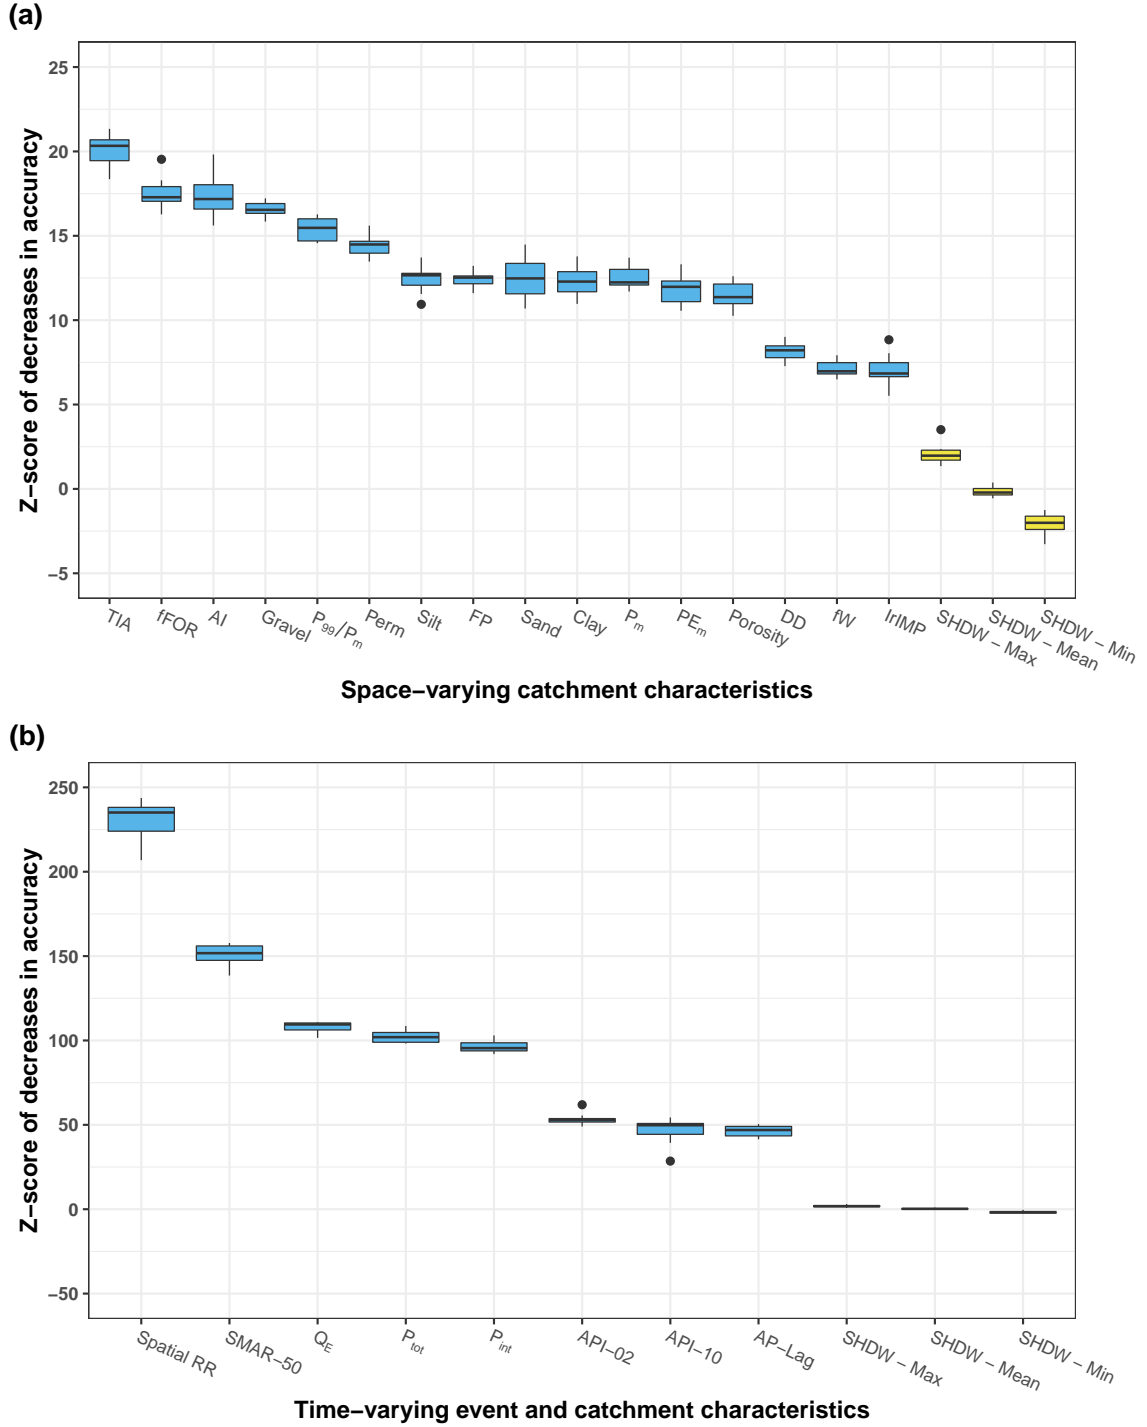 (a)
Z−score of decreases in accuracy
25
20
15
10
5
0
−5
TIA
fFOR
AI
Gravel
P99/Pm
Perm
Silt
FP
Sand
Clay
Pm
PEm
Porosity
DD
fW
IrIMP
SHDW − Max
SHDW − Mean
SHDW − Min
Space−varying catchment characteristics
(b)
Z−score of decreases in accuracy
250
200
150
100
50
0
−50
Spatial RR
SMAR−50
QE
Ptot
Pint
API−02
API−10
AP−Lag
SHDW − Max
SHDW − Mean
SHDW − Min
Time−varying event and catchment characteristics